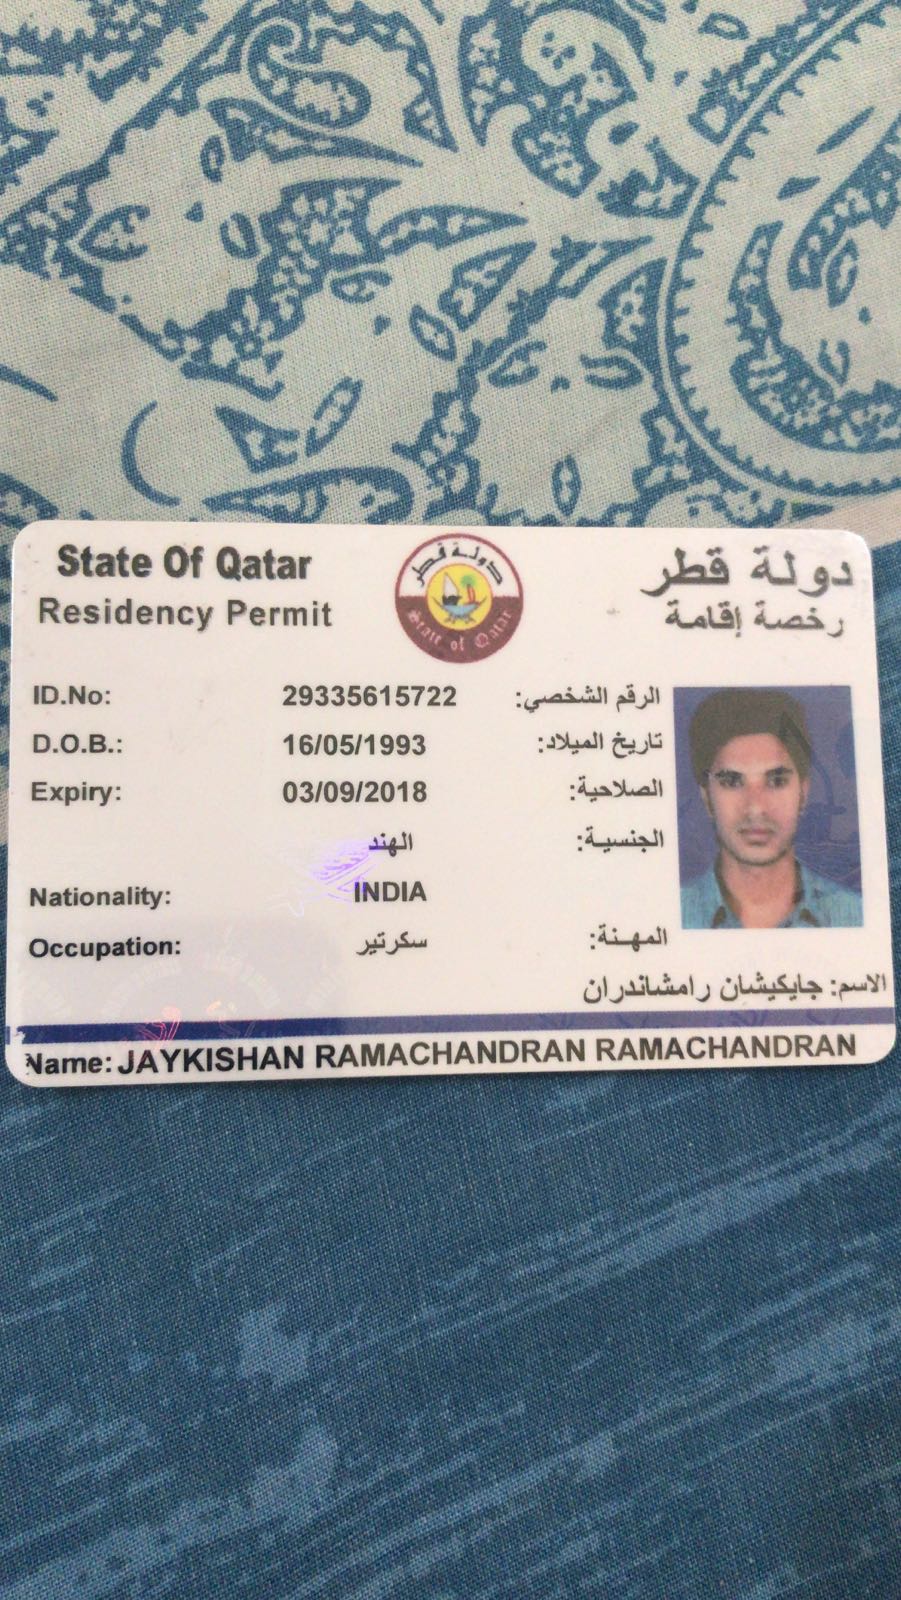 State Of Qatar
دولة قطر
Residency Permit
رخصة إقامة
دولة قطر
State of Qatar
ID.No: 29335615722 الرقم الشخصي:
D.O.B.: 16/05/1993 تاريخ الميلاد:
Expiry: 03/09/2018 الصلاحية:
الهند الجنسية:
Nationality: INDIA
Occupation: سكرتير المهنة:
الاسم: جايكيشان رامشاندران
Name: JAYKISHAN RAMACHANDRAN RAMACHANDRAN